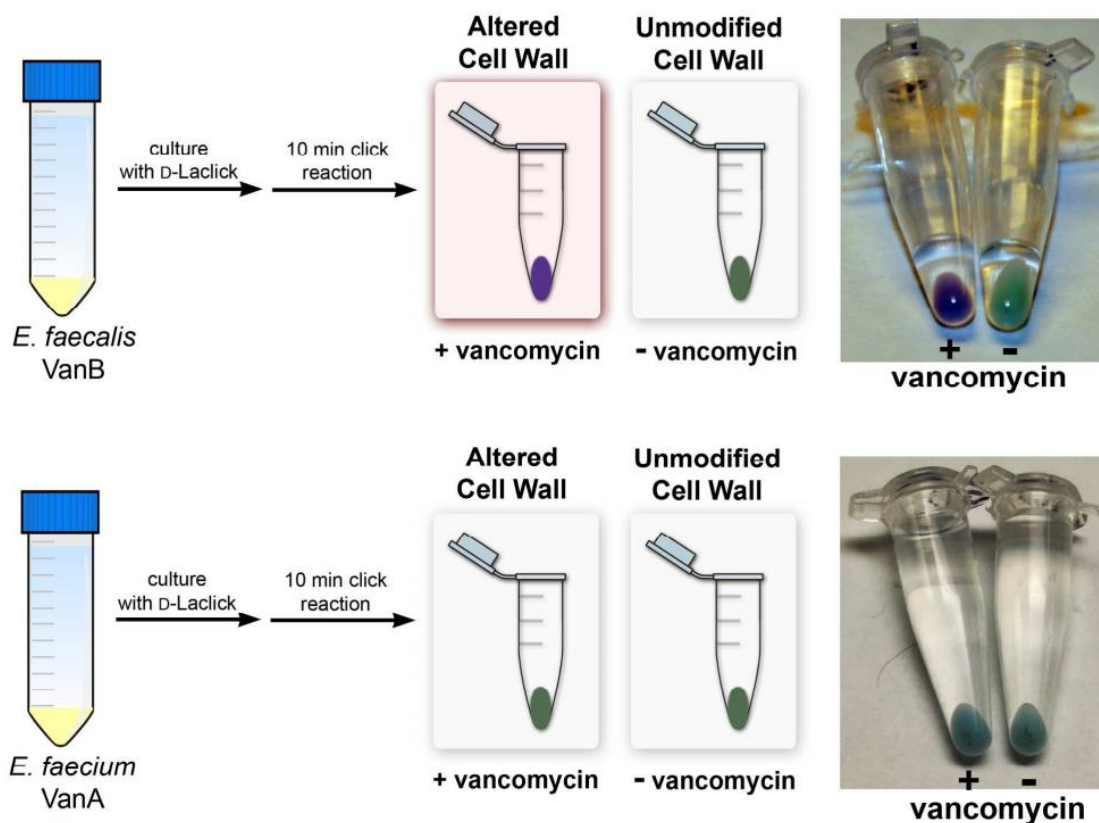 Altered
Cell Wall
Unmodified
Cell Wall
culture
with D-Laclick
10 min click
reaction
E. faecalis
VanB
+ vancomycin
- vancomycin
+ -
vancomycin
Altered
Cell Wall
Unmodified
Cell Wall
culture
with D-Laclick
10 min click
reaction
E. faecium
VanA
+ vancomycin
- vancomycin
+ -
vancomycin